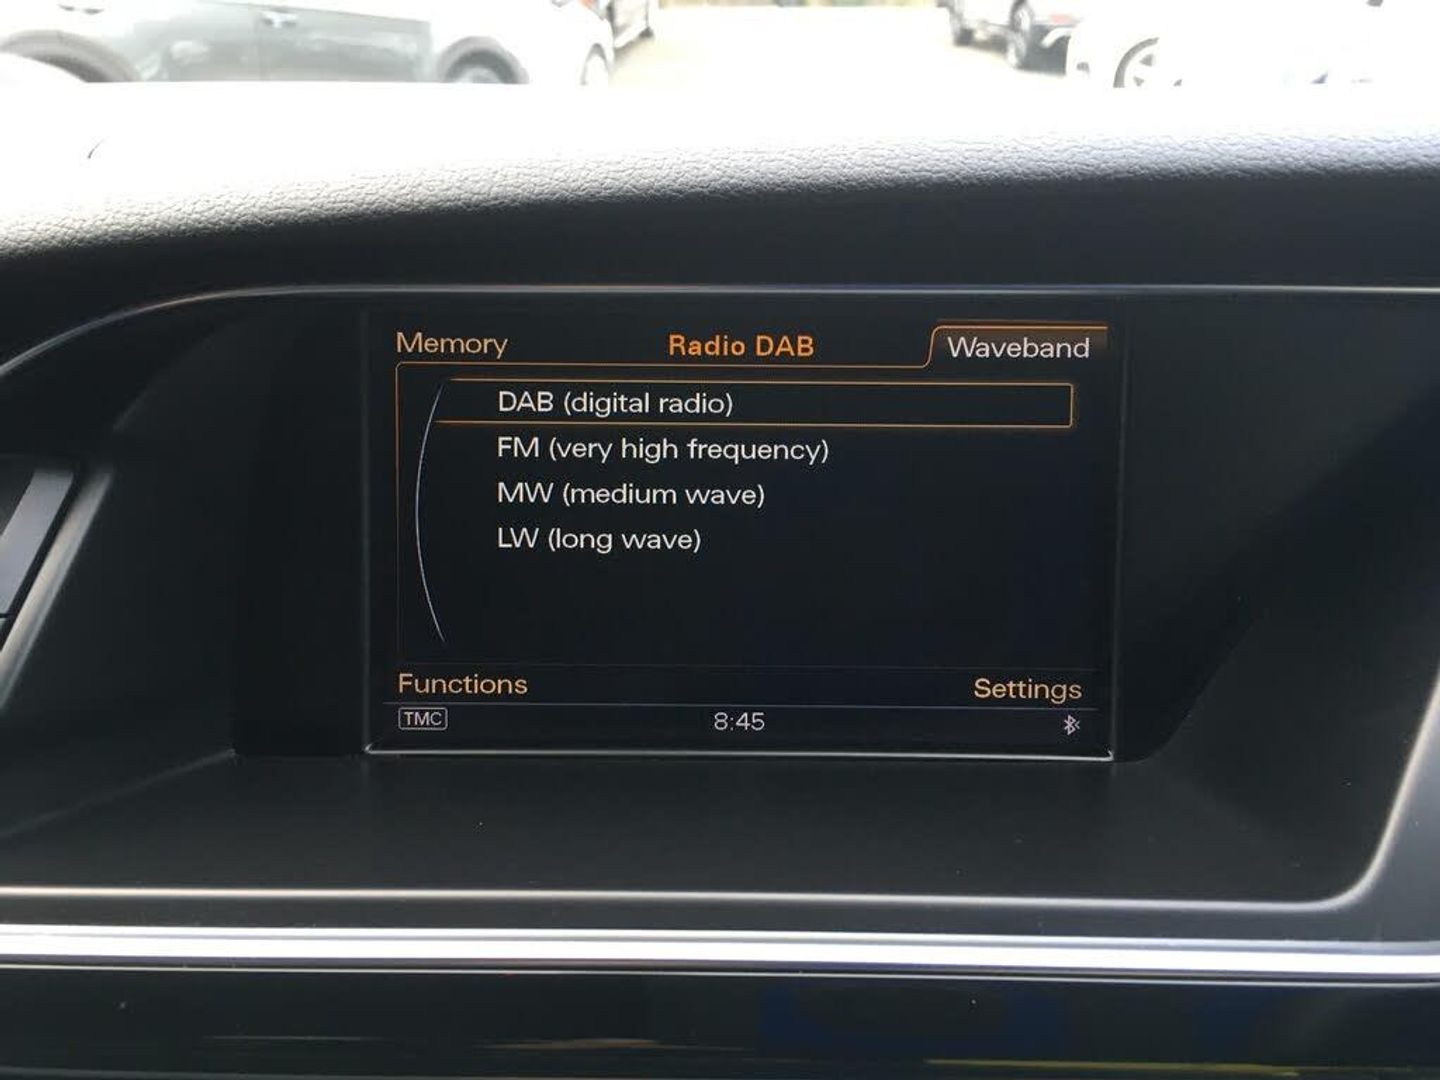 Memory Radio DAB Waveband
DAB (digital radio)
FM (very high frequency)
MW (medium wave)
LW (long wave)
Functions Settings
TMC 8:45